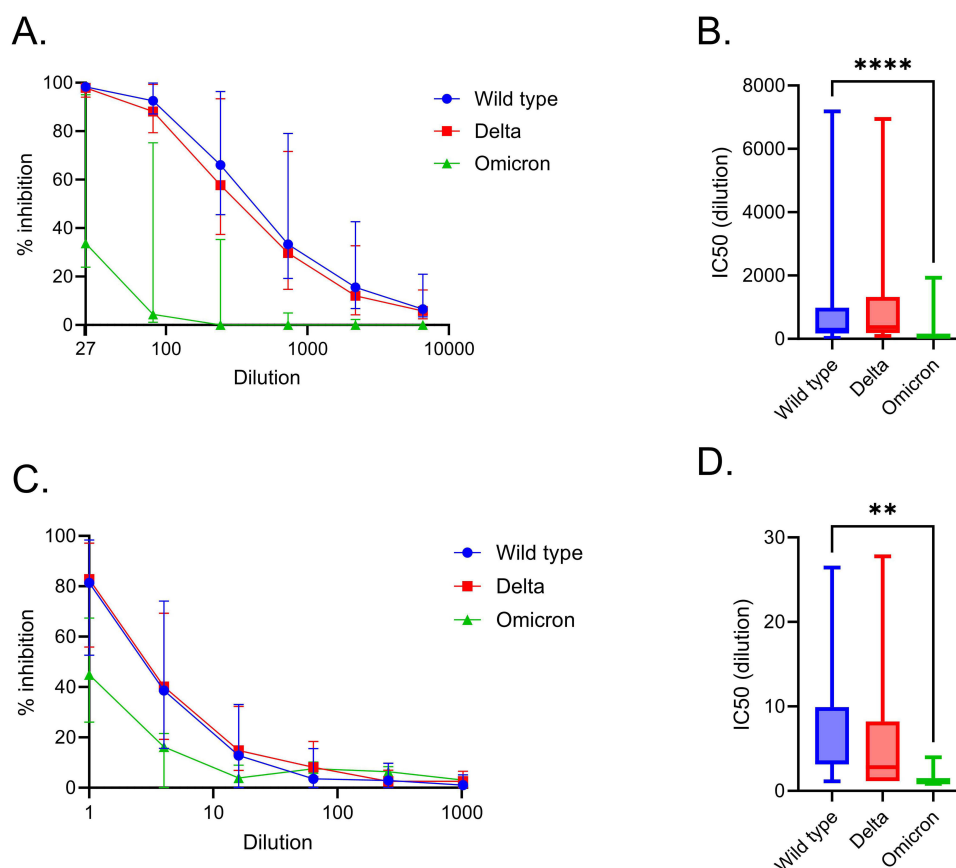 A.
% inhibition
100
80
60
40
20
0
27
100
1000
10000
Dilution
Wild type
Delta
Omicron
B.
****
IC50 (dilution)
8000
6000
4000
2000
0
Wild type
Delta
Omicron
C.
% inhibition
100
80
60
40
20
0
1
10
100
1000
Dilution
Wild type
Delta
Omicron
D.
**
IC50 (dilution)
30
20
10
0
Wild type
Delta
Omicron